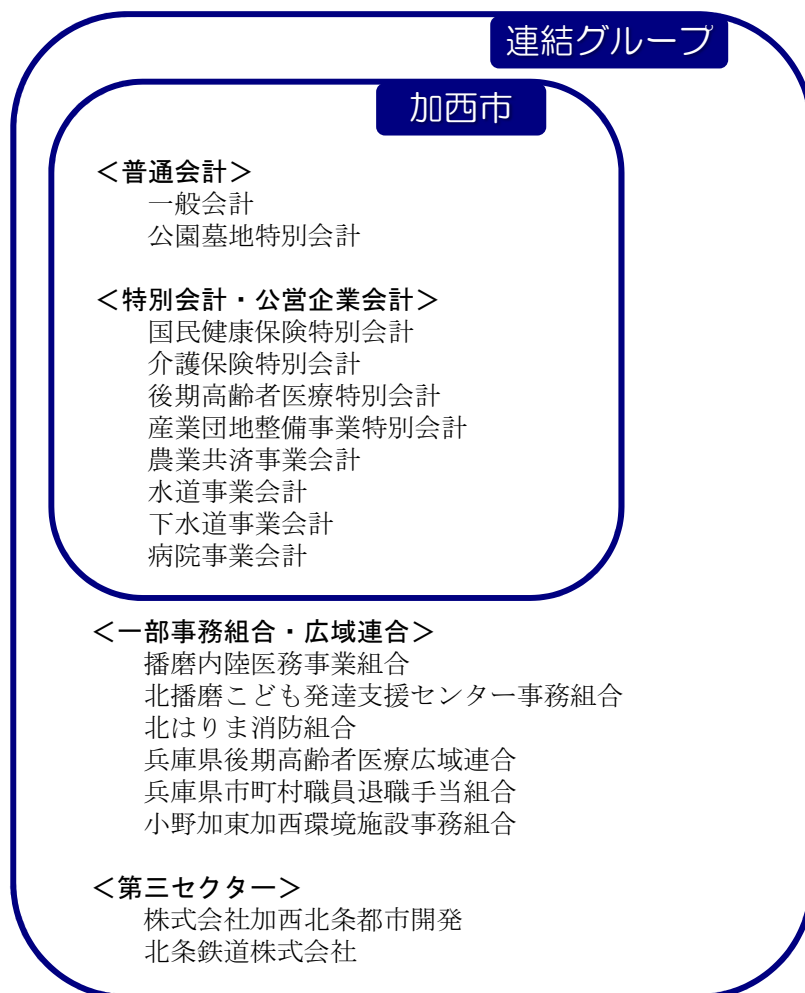 連結グループ
加西市
＜普通会計＞
一般会計
公園墓地特別会計
＜特別会計・公営企業会計＞
国民健康保険特別会計
介護保険特別会計
後期高齢者医療特別会計
産業団地整備事業特別会計
農業共済事業会計
水道事業会計
下水道事業会計
病院事業会計
＜一部事務組合・広域連合＞
播磨内陸医務事業組合
北播磨こども発達支援センター事務組合
北はりま消防組合
兵庫県後期高齢者医療広域連合
兵庫県市町村職員退職手当組合
小野加東加西環境施設事務組合
＜第三セクター＞
株式会社加西北条都市開発
北条鉄道株式会社